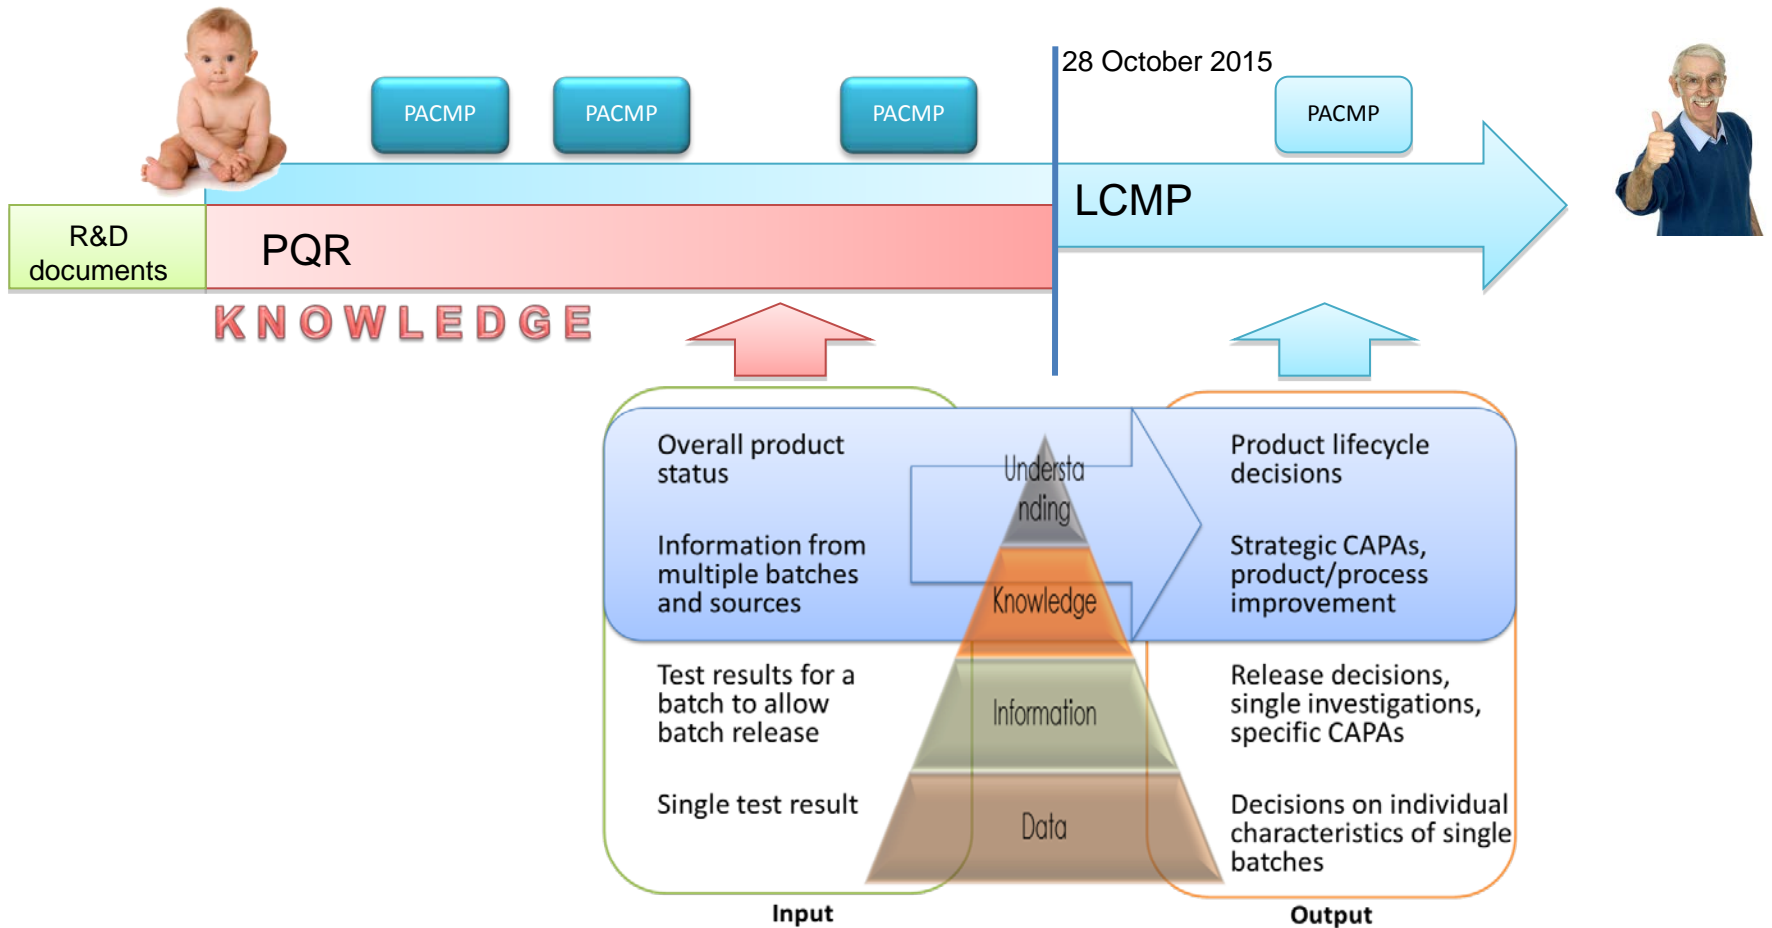 28 October 2015
PACMP
PACMP
PACMP
PACMP
LCMP
R&D
documents
PQR
KNOWLEDGE
Overall product
status
Information from
multiple batches
and sources
Test results for a
batch to allow
batch release
Single test result
Understa
nding
Knowledge
Information
Data
Product lifecycle
decisions
Strategic CAPAs,
product/process
improvement
Release decisions,
single investigations,
specific CAPAs
Decisions on individual
characteristics of single
batches
Input
Output